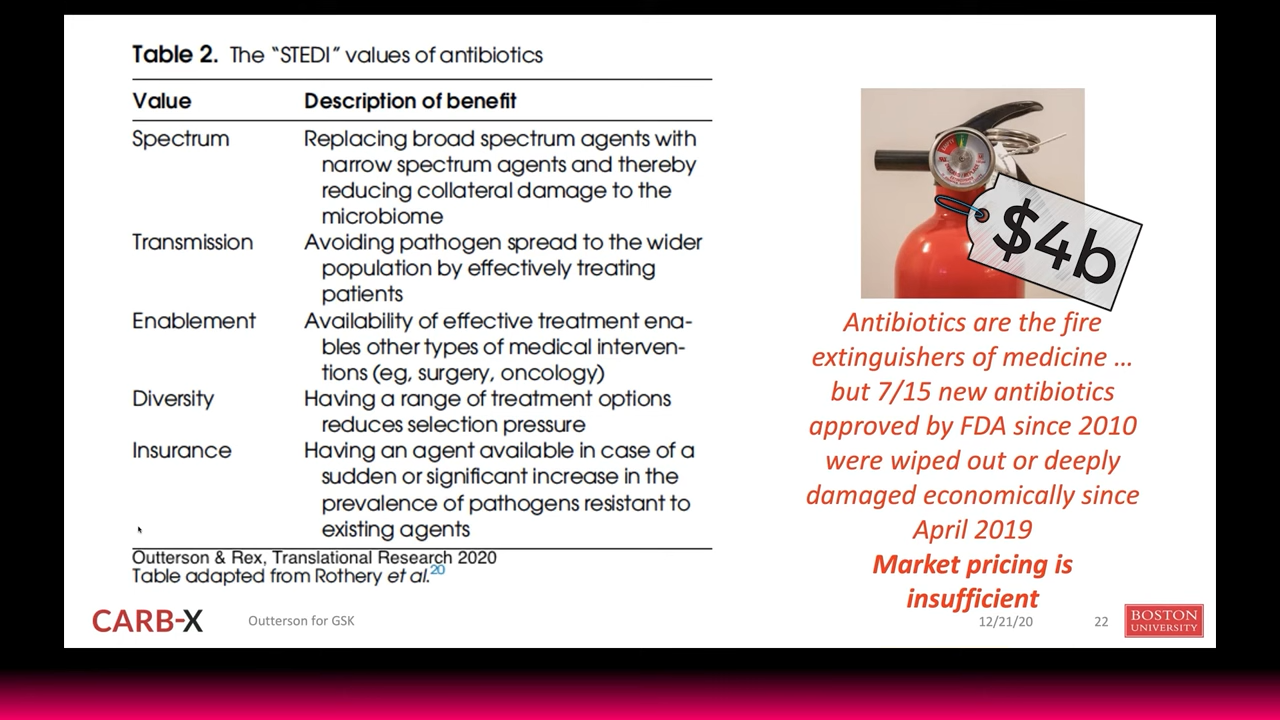 Table 2. The "STEDI" values of antibiotics
Value Description of benefit
Spectrum Replacing broad spectrum agents with
narrow spectrum agents and thereby
reducing collateral damage to the
microbiome
Transmission Avoiding pathogen spread to the wider
population by effectively treating
patients
Enablement Availability of effective treatment ena-
bles other types of medical interven-
tions (eg, surgery, oncology)
Diversity Having a range of treatment options
reduces selection pressure
Insurance Having an agent available in case of a
sudden or significant increase in the
prevalence of pathogens resistant to
existing agents
Outterson & Rex, Translational Research 2020
Table adapted from Rothery et al.20
$4b
Antibiotics are the fire
extinguishers of medicine ...
but 7/15 new antibiotics
approved by FDA since 2010
were wiped out or deeply
damaged economically since
April 2019
Market pricing is
insufficient
CARB-X
Outterson for GSK
12/21/20
22
BOSTON
UNIVERSITY